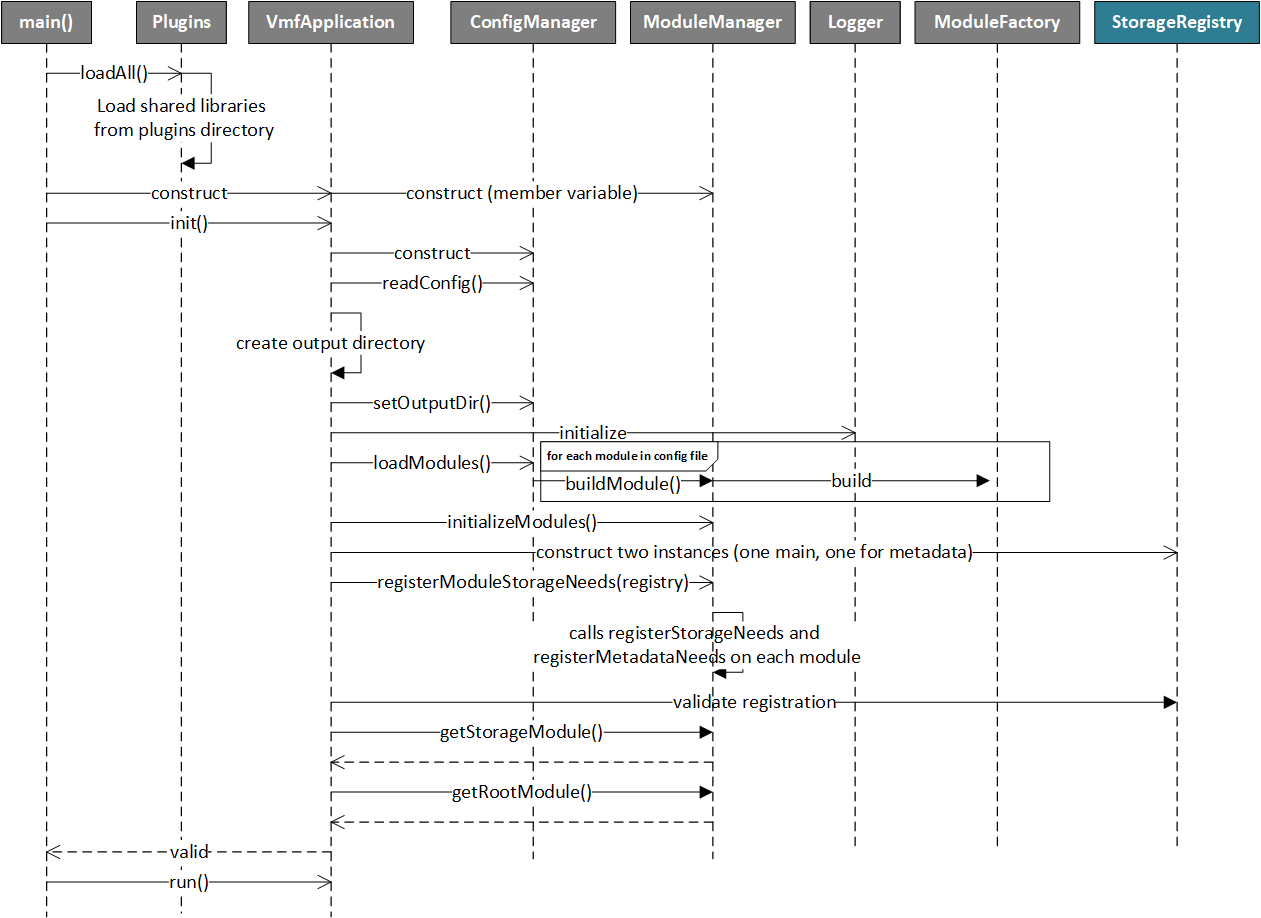 main()
Plugins
VmfApplication
ConfigManager
ModuleManager
Logger
ModuleFactory
StorageRegistry
loadAll()
Load shared libraries
from plugins directory
construct
construct (member variable)
init()
construct
readConfig()
create output directory
setOutputDir()
initialize
for each module in config file
loadModules()
buildModule()
build
initializeModules()
construct two instances (one main, one for metadata)
registerModuleStorageNeeds(registry)
calls registerStorageNeeds and
registerMetadataNeeds on each module
validate registration
getStorageModule()
getRootModule()
valid
run()